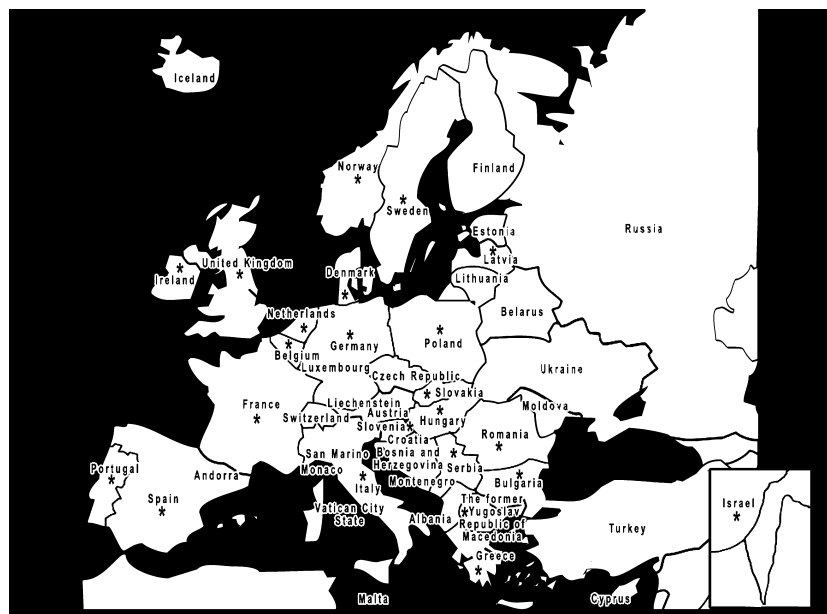 Iceland
Norway
*
Finland
*
Sweden
Russia
Estonia
*
Latvia
United Kingdom
*
*
Ireland
Denmark
*
Lithuania
Netherlands
*
Belarus
*
Germany
*
Poland
*
Belgium
Luxembourg
Czech Republic
Ukraine
*
Slovakia
France
*
Liechtenstein
Switzerland
Austria
*
Hungary
Moldova
Slovenia
*
Croatia
Romania
*
San Marino
Monaco
Bosnia and
Herzegovina
*
*
Serbia
Portugal
*
Andorra
*
Italy
Montenegro
*
Bulgaria
Spain
*
Vatican City
State
Albania
The former
*Yugoslav
Republic of
Macedonia
Israel
*
Turkey
Greece
*
Malta
Cyprus